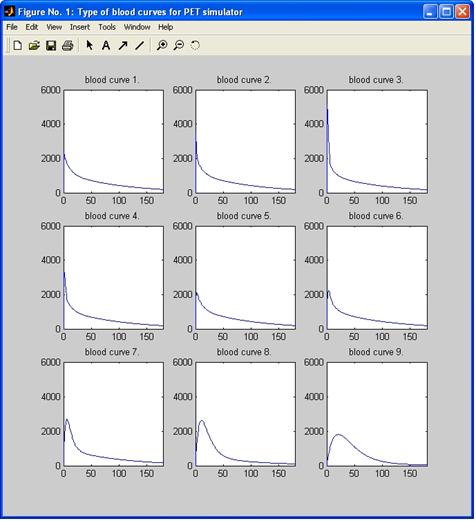 Figure No. 1: Type of blood curves for PET simulator
File Edit View Insert Tools Window Help
A
blood curve 1. blood curve 2. blood curve 3.
6000 6000 6000
4000 4000 4000
2000 2000 2000
0 0 0
0 50 100 150 0 50 100 150 0 50 100 150
blood curve 4. blood curve 5. blood curve 6.
6000 6000 6000
4000 4000 4000
2000 2000 2000
0 0 0
0 50 100 150 0 50 100 150 0 50 100 150
blood curve 7. blood curve 8. blood curve 9.
6000 6000 6000
4000 4000 4000
2000 2000 2000
0 0 0
0 50 100 150 0 50 100 150 0 50 100 150